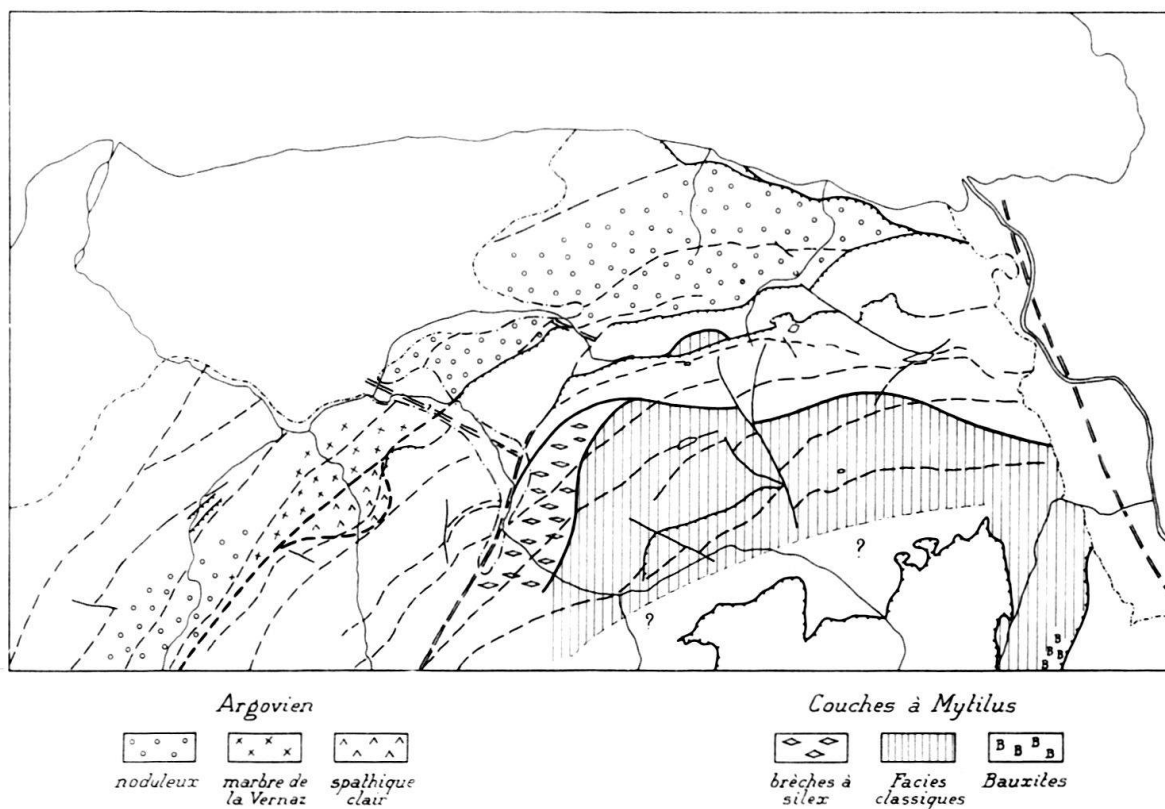 ?
?
B
B B
B B
B
Argovien
noduleux
marbre de
la Vernaz
spathique
clair
Couches à Mytilus
brèches à
silex
Facies
classiques
B B B B
Bauxites